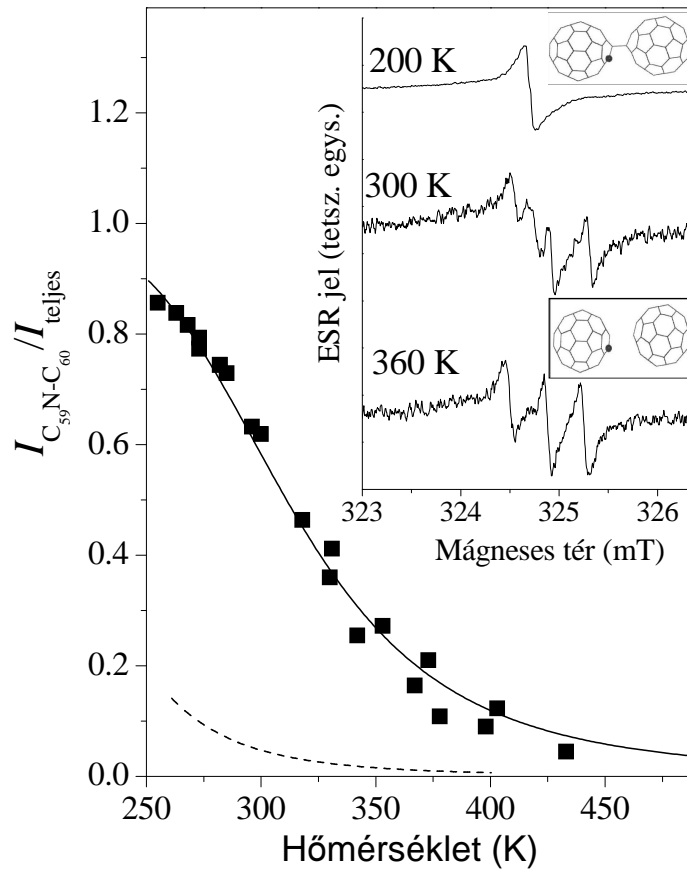 I C59N-C60/I teljes
1.2
1.0
0.8
0.6
0.4
0.2
0.0
250
300
350
400
450
Hőmérséklet (K)
ESR jel (tetsz. egys.)
200 K
300 K
360 K
323
324
325
326
Mágneses tér (mT)